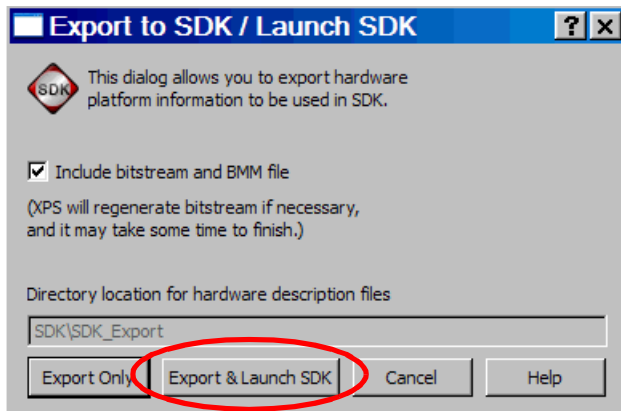 Export to SDK / Launch SDK
SDK
This dialog allows you to export hardware
platform information to be used in SDK.
Include bitstream and BMM file
(XPS will regenerate bitstream if necessary,
and it may take some time to finish.)
Directory location for hardware description files
SDK\SDK_Export
Export Only Export & Launch SDK Cancel Help